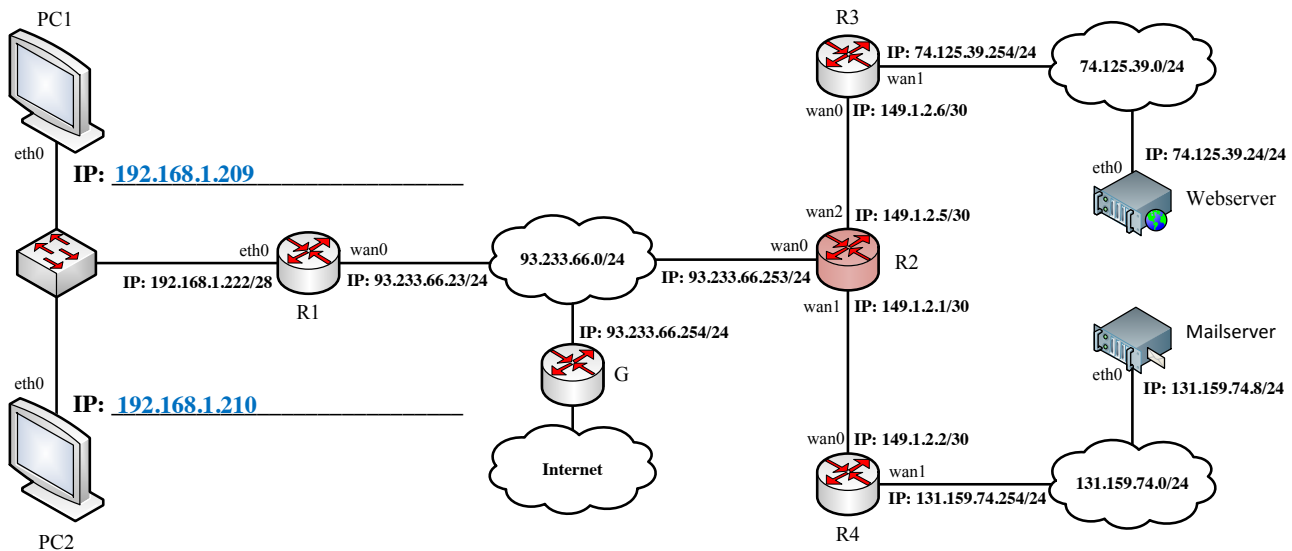 PC1
eth0
IP: 192.168.1.209
eth0
wan0
IP: 192.168.1.222/28
IP: 93.233.66.23/24
R1
eth0
IP: 192.168.1.210
PC2
93.233.66.0/24
IP: 93.233.66.254/24
G
Internet
R3
IP: 74.125.39.254/24
wan1
wan0
IP: 149.1.2.6/30
74.125.39.0/24
IP: 74.125.39.24/24
eth0
Webserver
wan2
IP: 149.1.2.5/30
wan0
IP: 93.233.66.253/24
R2
wan1
IP: 149.1.2.1/30
Mailserver
eth0
IP: 131.159.74.8/24
wan0
IP: 149.1.2.2/30
wan1
IP: 131.159.74.254/24
131.159.74.0/24
R4